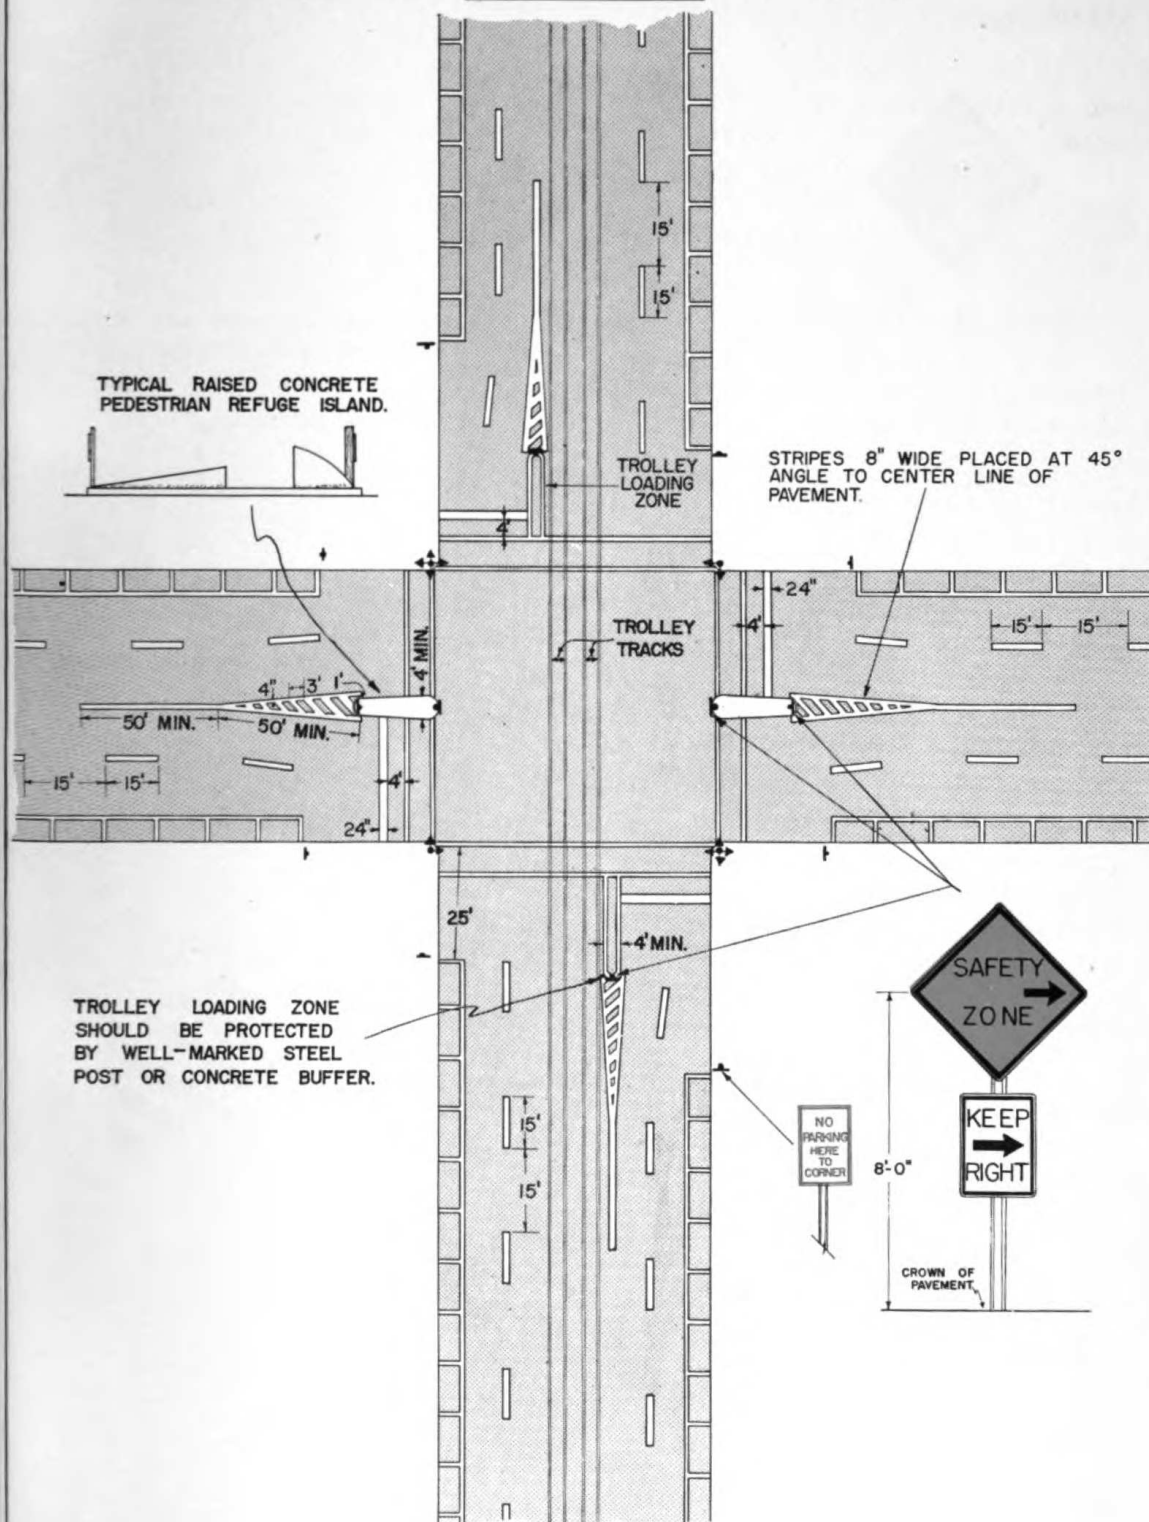 15'
15'
TYPICAL RAISED CONCRETE
PEDESTRIAN REFUGE ISLAND.
TROLLEY
LOADING
ZONE
STRIPES 8" WIDE PLACED AT 45°
ANGLE TO CENTER LINE OF
PAVEMENT.
4'
24"
4'
15'
15'
TROLLEY
TRACKS
4' MIN.
4"
3'
1'
50' MIN.
50' MIN.
15'
15'
4'
24"
25'
4' MIN.
TROLLEY LOADING ZONE
SHOULD BE PROTECTED
BY WELL-MARKED STEEL
POST OR CONCRETE BUFFER.
15'
15'
SAFETY
ZONE
KEEP
RIGHT
NO
PARKING
HERE
TO
CORNER
8'-0"
CROWN OF
PAVEMENT